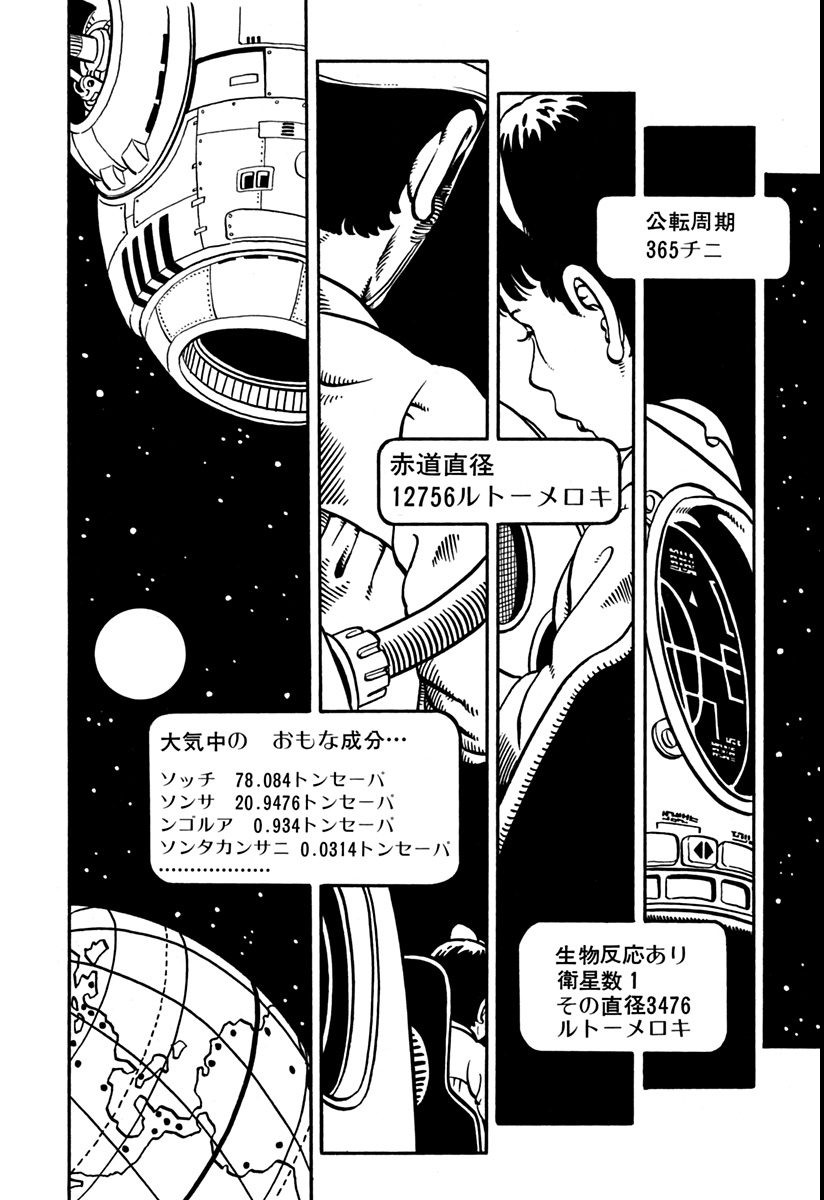 公転周期
365チニ
赤道直径
12756ルトーメロキ
大気中の おもな成分…
ソッチ 78.084トンセーパ
ソンサ 20.9476トンセーパ
ンゴルア 0.934トンセーパ
ソンタカンサニ 0.0314トンセーパ
…………………
生物反応あり
衛星数1
その直径3476
ルトーメロキ